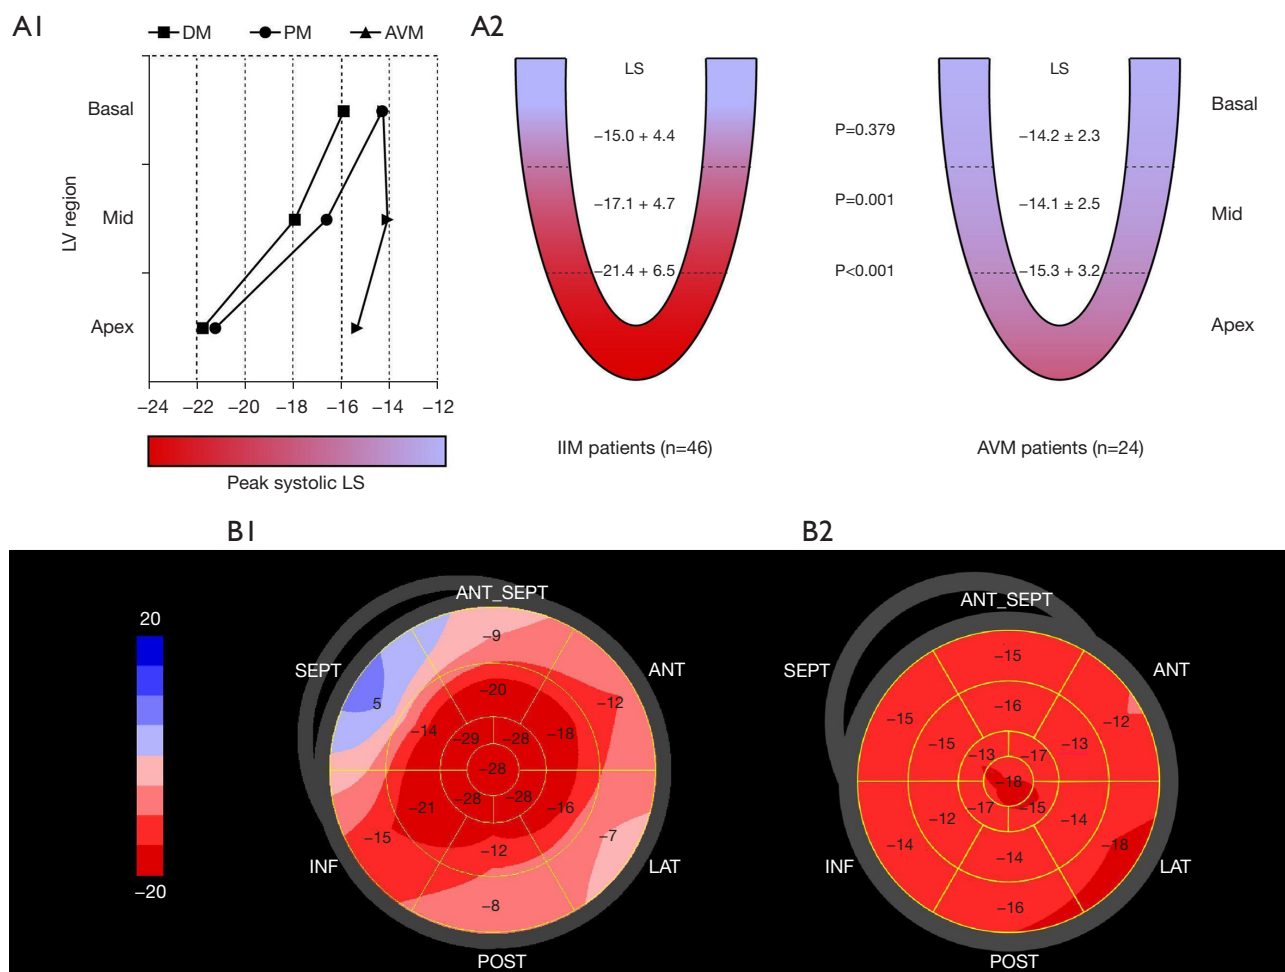 A1
DM PM AVM
Basal
Mid
Apex
LV region
−24 −22 −20 −18 −16 −14 −12
Peak systolic LS
A2
LS
−15.0 + 4.4
−17.1 + 4.7
−21.4 + 6.5
IIM patients (n=46)
P=0.379
P=0.001
P<0.001
LS
−14.2 ± 2.3
−14.1 ± 2.5
−15.3 + 3.2
AVM patients (n=24)
Basal
Mid
Apex
B1
20
−20
ANT_SEPT
SEPT
ANT
INF
LAT
POST
−9
5
−12
−20
−14
−18
−29
−28
−28
−28
−28
−21
−16
−15
−7
−12
−8
B2
ANT_SEPT
SEPT
ANT
INF
LAT
POST
−15
−15
−12
−16
−15
−13
−13
−17
−18
−17
−15
−12
−14
−14
−18
−14
−16